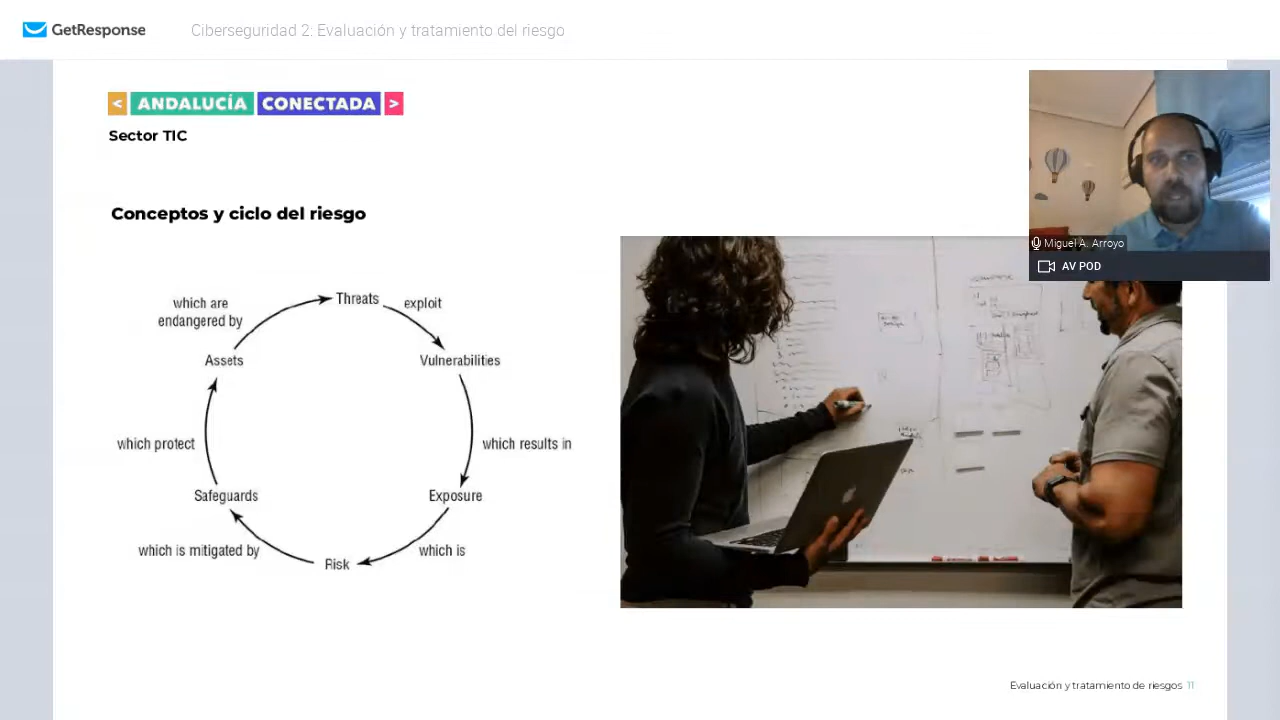 GetResponse
Ciberseguridad 2: Evaluación y tratamiento del riesgo
< ANDALUCÍA CONECTADA >
Sector TIC
Miguel A. Arroyo
AV POD
Conceptos y ciclo del riesgo
Threats
exploit
Vulnerabilities
which results in
Exposure
which is
Risk
which is mitigated by
Safeguards
which protect
Assets
which are
endangered by
Evaluación y tratamiento de riesgos 11